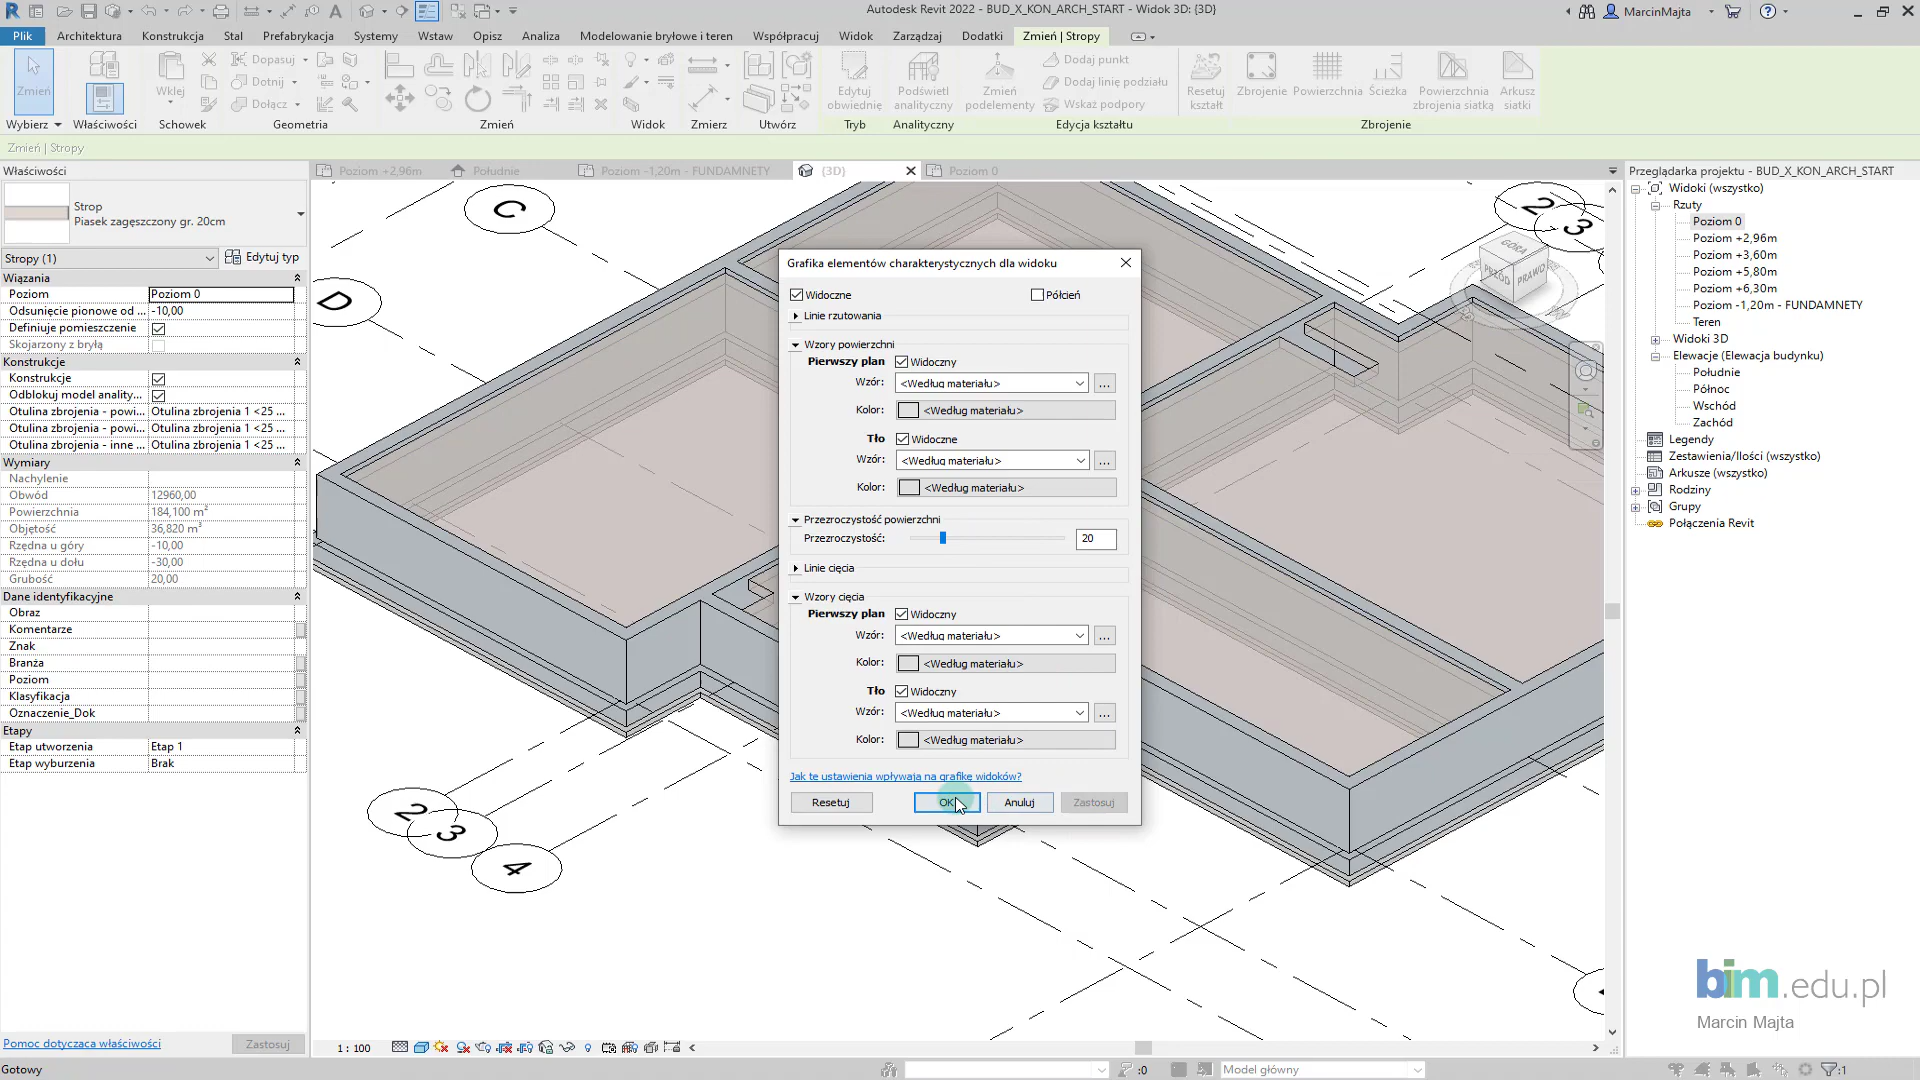 Autodesk Revit 2022 - BUD_X_KON_ARCH_START - Widok 3D: {3D}
MarcinMajta
Plik
Architektura
Konstrukcja
Stal
Prefabrykacja
Systemy
Wstaw
Opisz
Analiza
Modelowanie bryłowe i teren
Współpracuj
Widok
Zarządzaj
Dodatki
Zmień | Stropy
Zmień
Wklej
Dopasuj
Dotnij
Dołącz
Edytuj
obwiednię
Podświetl
analityczny
Zmień
podelementy
Dodaj punkt
Dodaj linię podziału
Wskaż podpory
Resetuj
kształt
Zbrojenie
Powierzchnia
Ścieżka
Powierzchnia
zbrojenia siatką
Arkusz
siatki
Wybierz
Właściwości
Schowek
Geometria
Zmień
Widok
Zmierz
Utwórz
Tryb
Analityczny
Edycja kształtu
Zbrojenie
Zmień | Stropy
Właściwości
Strop
Piasek zagęszczony gr. 20cm
Stropy (1)
Edytuj typ
Wiązania
Poziom
Poziom 0
Odsunięcie pionowe od ...
-10,00
Definiuje pomieszczenie
Skojarzony z bryłą
Konstrukcje
Konstrukcje
Odblokuj model anality...
Otulina zbrojenia - powi...
Otulina zbrojenia 1 <25 ...
Otulina zbrojenia - powi...
Otulina zbrojenia 1 <25 ...
Otulina zbrojenia - inne ...
Otulina zbrojenia 1 <25 ...
Wymiary
Nachylenie
Obwód
12960,00
Powierzchnia
184,100 m²
Objętość
36,820 m³
Rzędna u góry
-10,00
Rzędna u dołu
-30,00
Grubość
20,00
Dane identyfikacyjne
Obraz
Komentarze
Znak
Branża
Poziom
Klasyfikacja
Oznaczenie_Dok
Etapy
Etap utworzenia
Etap 1
Etap wyburzenia
Brak
Pomoc dotycząca właściwości
Zastosuj
Gotowy
Poziom +2,96m
Południe
Poziom -1,20m - FUNDAMNETY
{3D}
Poziom 0
C
D
2
3
4
2
3
GÓRA
PRZÓD
PRAWO
Grafika elementów charakterystycznych dla widoku
Widoczne
Półcień
Linie rzutowania
Wzory powierzchni
Pierwszy plan
Widoczny
Wzór:
<Według materiału>
...
Kolor:
<Według materiału>
Tło
Widoczne
Wzór:
<Według materiału>
...
Kolor:
<Według materiału>
Przezroczystość powierzchni
Przezroczystość:
20
Linie cięcia
Wzory cięcia
Pierwszy plan
Widoczny
Wzór:
<Według materiału>
...
Kolor:
<Według materiału>
Tło
Widoczny
Wzór:
<Według materiału>
...
Kolor:
<Według materiału>
Jak te ustawienia wpływają na grafikę widoków?
Resetuj
OK
Anuluj
Zastosuj
1 : 100
:0
Model główny
:1
Przeglądarka projektu - BUD_X_KON_ARCH_START
Widoki (wszystko)
Rzuty
Poziom 0
Poziom +2,96m
Poziom +3,60m
Poziom +5,80m
Poziom +6,30m
Poziom -1,20m - FUNDAMNETY
Teren
Widoki 3D
Elewacje (Elewacja budynku)
Południe
Północ
Wschód
Zachód
Legendy
Zestawienia/Ilości (wszystko)
Arkusze (wszystko)
Rodziny
Grupy
Połączenia Revit
bim.edu.pl
Marcin Majta